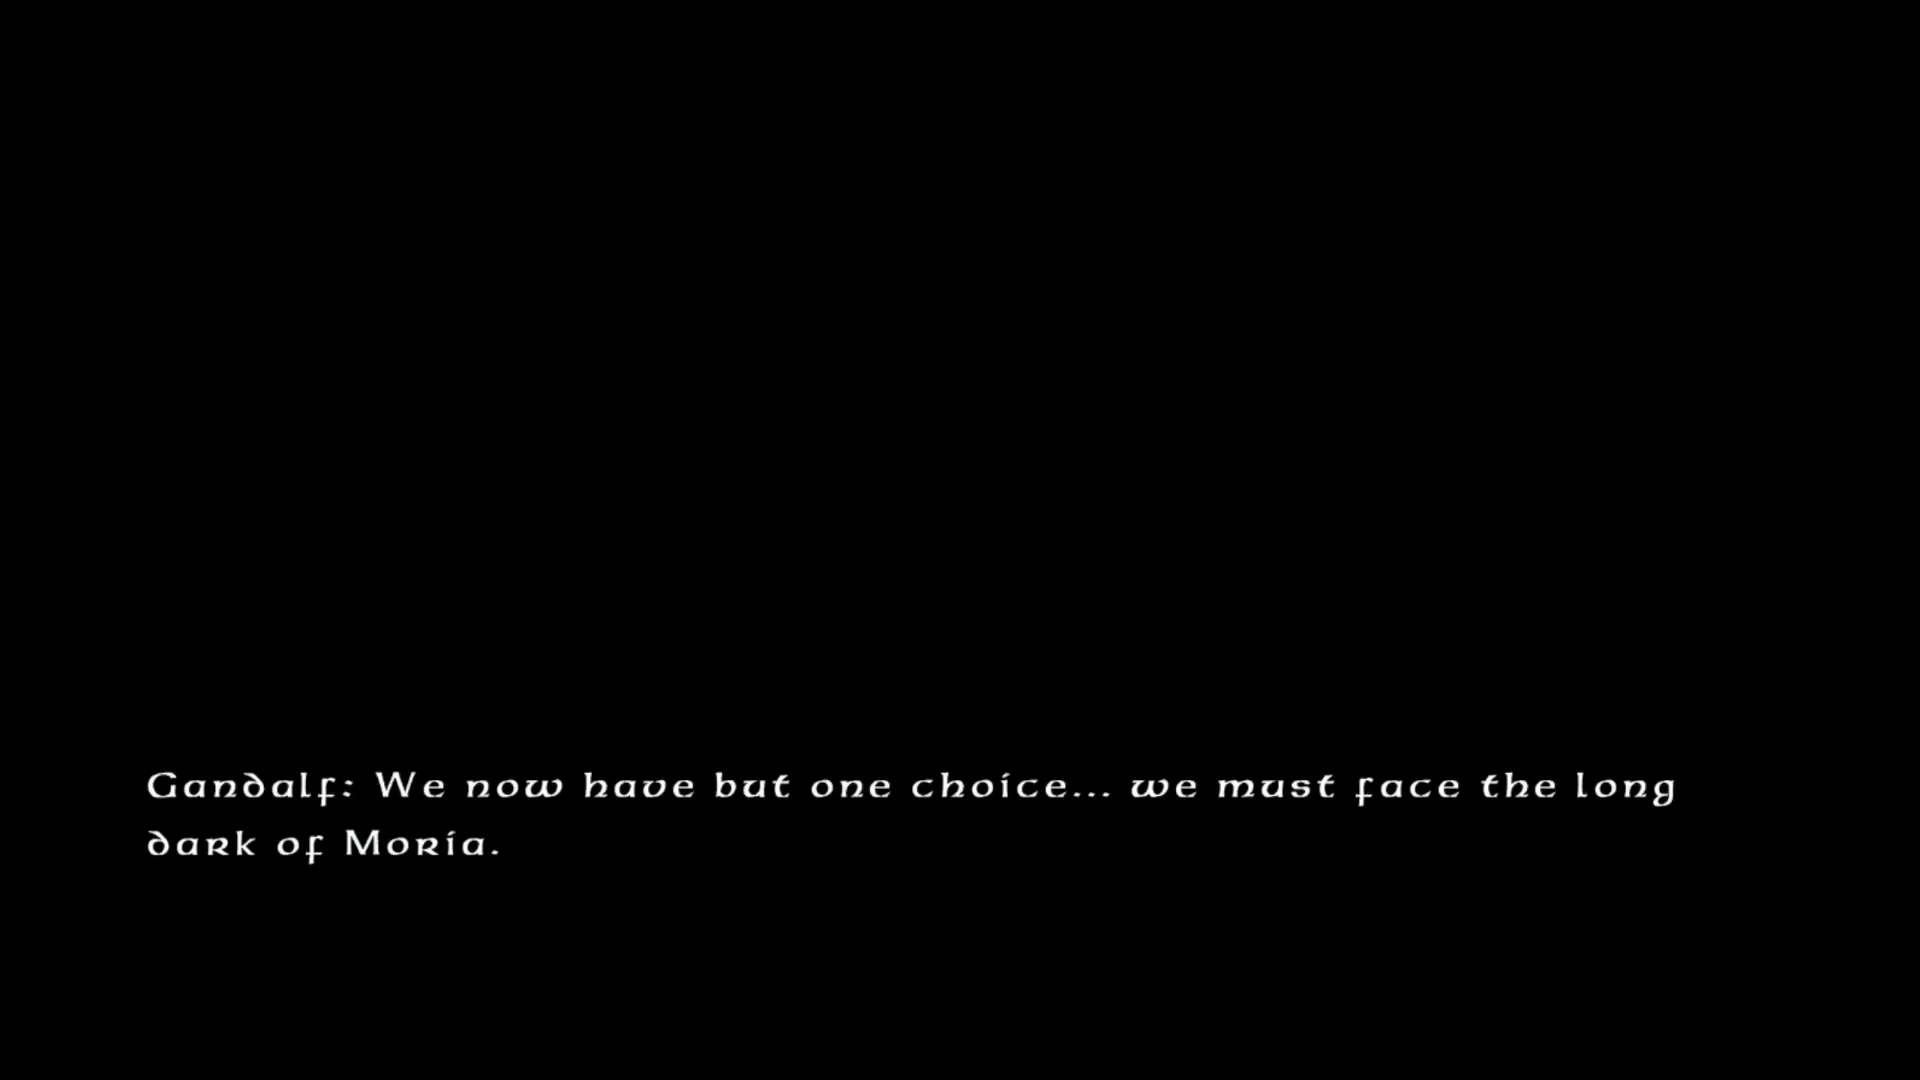 Gandalf: We now have but one choice... we must face the long
dark of Moria.